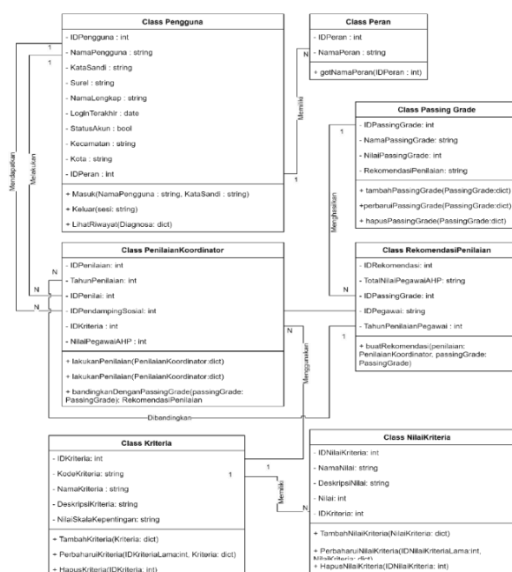 Class Pengguna
- IDPengguna : int
- NamaPengguna : string
- KataSandi : string
- Surel : string
- NamaLengkap : string
- LoginTerakhir : date
- StatusAkun : bool
- Kecamatan : string
- Kota : string
- IDPeran : int
+ Masuk(NamaPengguna : string, KataSandi : string)
+ Keluar(sesi: string)
+ LihatRiwayat(Diagnosa: dict)
Class Peran
- IDPeran : int
- NamaPeran : string
+ getNamaPeran(IDPeran : int)
1
1
N
Memiliki
1
Mendapatkan
Melakukan
Class Passing Grade
- IDPassingGrade: int
- NamaPassingGrade: string
- NilaiPassingGrade: int
- RekomendasiPenilaian: string
+ tambahPassingGrade(PassingGrade:dict)
+perbaruiPassingGrade(PassingGrade:dict)
+ hapusPassingGrade(PassingGrade:dict)
1
Menghasilkan
N
Class PenilaianKoordinator
- IDPenilaian: int
- TahunPenilaian: int
- IDPenilai: int
- IDPendampingSosial: int
- IDKriteria : int
- NilaiPegawaiAHP : int
+ lakukanPenilaian(PenilaianKoordinator:dict)
+ lakukanPenilaian(PenilaianKoordinator:dict)
+ bandingkanDenganPassingGrade(passingGrade:
PassingGrade): RekomendasiPenilaian
N
N
N
N
Class RekomendasiPenilaian
- IDRekomendasi: int
- TotalNilaiPegawaiAHP: string
- IDPassingGrade: int
- IDPegawai: string
- TahunPenilaianPegawai : int
+ buatRekomendasi(penilaian:
PenilaianKoordinator, passingGrade:
PassingGrade)
1
Menggunakan
Dibandingkan
Class Kriteria
- IDKriteria: int
- KodeKriteria: string
- NamaKriteria : string
- DeskripsiKriteria: string
- NilaiSkalaKepentingan: string
+ TambahKriteria(Kriteria: dict)
+ PerbaharuiKriteria(IDKriteriaLama:int, Kriteria: dict)
+ HapusKriteria(IDKriteria: int)
1
1
Memiliki
N
Class NilaiKriteria
- IDNilaiKriteria: int
- NamaNilai: string
- DeskripsiNilai: string
- Nilai: int
- IDKriteria: int
+ TambahNilaiKriteria(NilaiKriteria: dict)
+ PerbaharuiNilaiKriteria(IDNilaiKriteriaLama:int,
NilaiKriteria: dict)
+ HapusNilaiKriteria(IDNilaiKriteria: int)